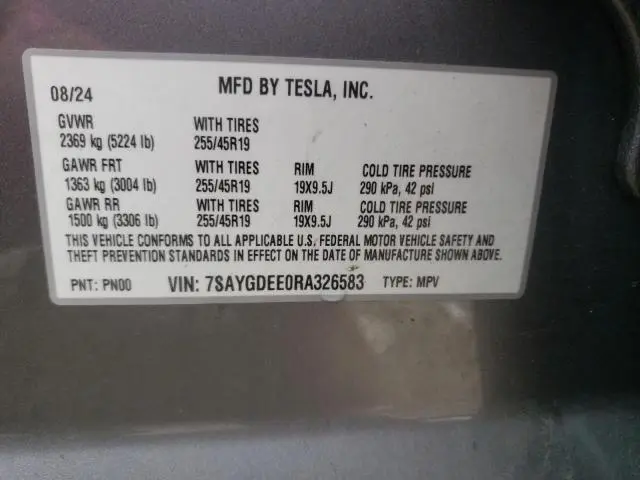 08/24 MFD BY TESLA, INC.
GVWR WITH TIRES
2369 kg (5224 lb) 255/45R19
GAWR FRT WITH TIRES RIM COLD TIRE PRESSURE
1363 kg (3004 lb) 255/45R19 19X9.5J 290 kPa, 42 psi
GAWR RR WITH TIRES RIM COLD TIRE PRESSURE
1500 kg (3306 lb) 255/45R19 19X9.5J 290 kPa, 42 psi
THIS VEHICLE CONFORMS TO ALL APPLICABLE U.S. FEDERAL MOTOR VEHICLE SAFETY AND
THEFT PREVENTION STANDARDS IN EFFECT ON THE DATE OF MANUFACTURE SHOWN ABOVE.
PNT: PN00 VIN: 7SAYGDEE0RA326583 TYPE: MPV